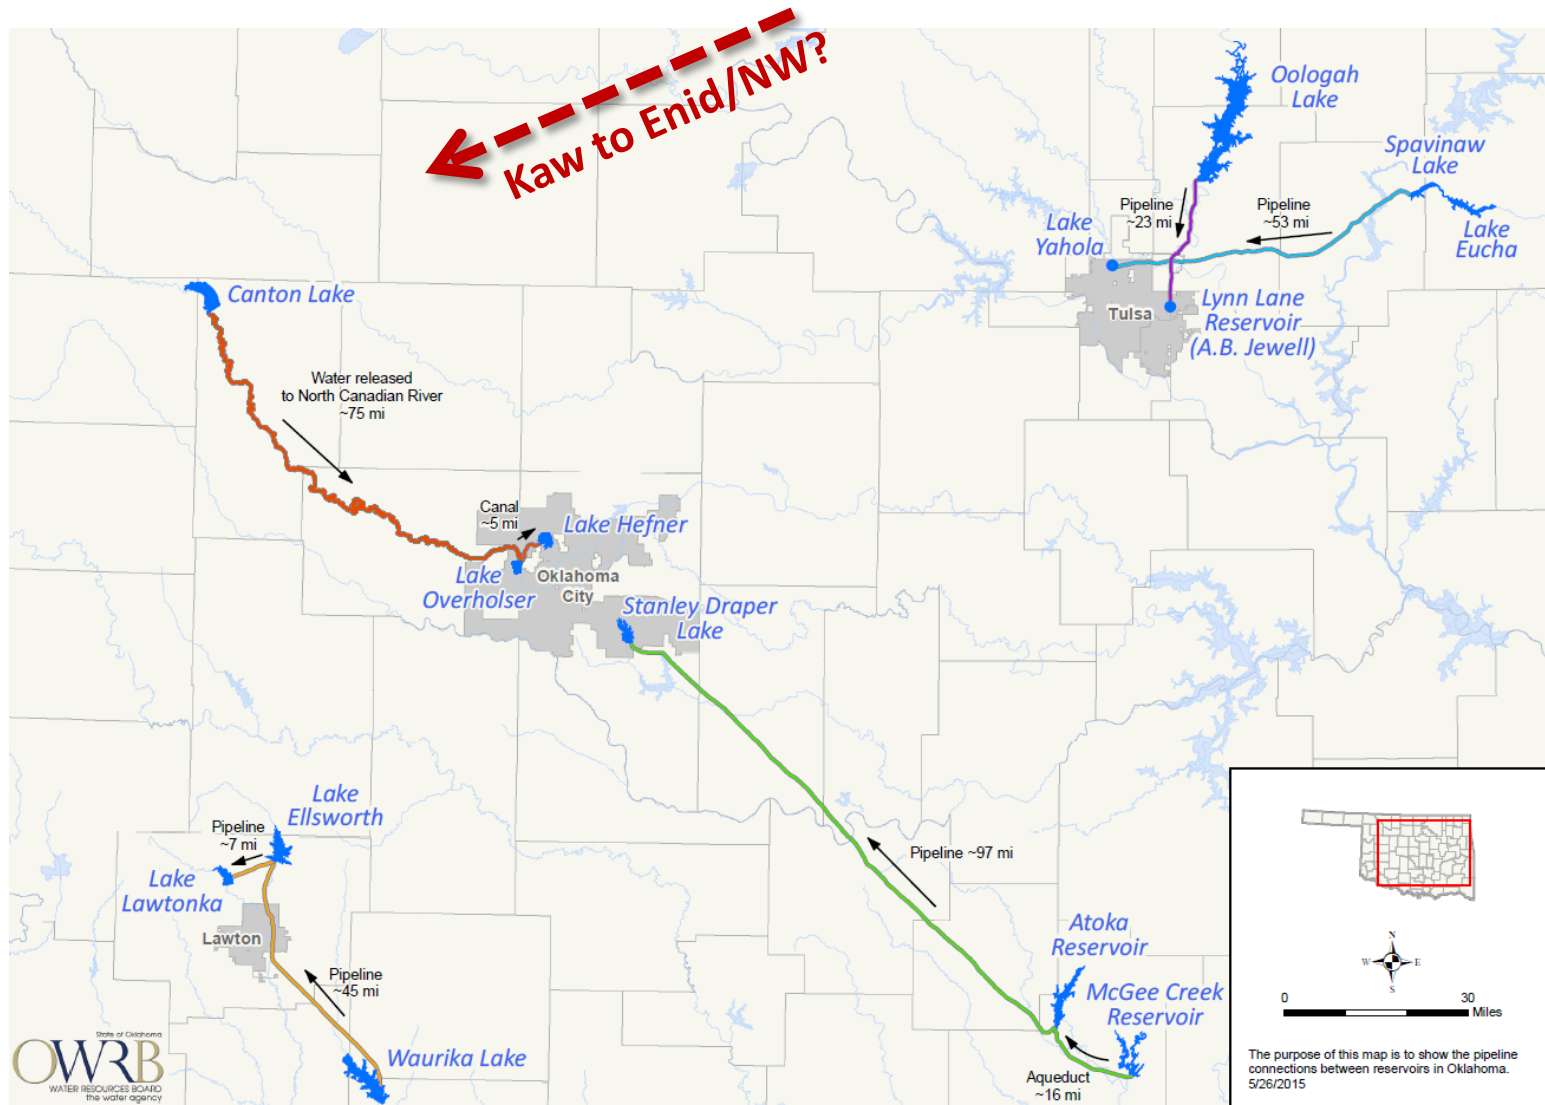 Kaw to Enid/NW?
Oologah
Lake
Spavinaw
Lake
Pipeline
~23 mi
Pipeline
~53 mi
Lake
Yahola
Lake
Eucha
Canton Lake
Tulsa
Lynn Lane
Reservoir
(A.B. Jewell)
Water released
to North Canadian River
~75 mi
Canal
~5 mi
Lake Hefner
Lake
Overholser
Oklahoma
City
Stanley Draper
Lake
Lake
Ellsworth
Pipeline
~7 mi
Lake
Lawtonka
Pipeline ~97 mi
Lawton
Atoka
Reservoir
Pipeline
~45 mi
McGee Creek
Reservoir
Waurika Lake
Aqueduct
~16 mi
State of Oklahoma
OWRB
WATER RESOURCES BOARD
the water agency
N
W E
S
0 30
Miles
The purpose of this map is to show the pipeline
connections between reservoirs in Oklahoma.
5/26/2015